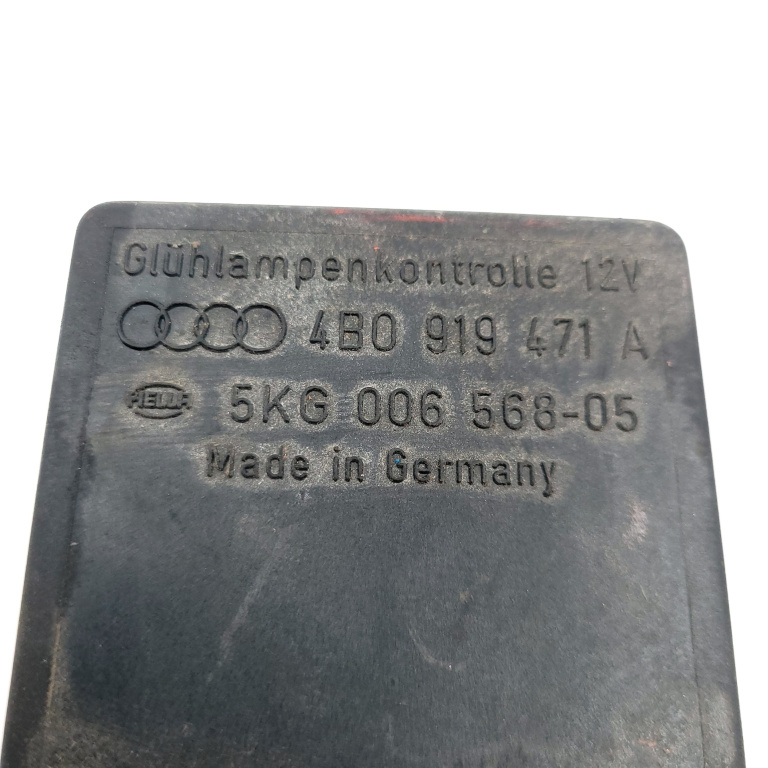 Glühlampenkontrolle 12V
4B0 919 471 A
HELLA 5KG 006 568-05
Made in Germany